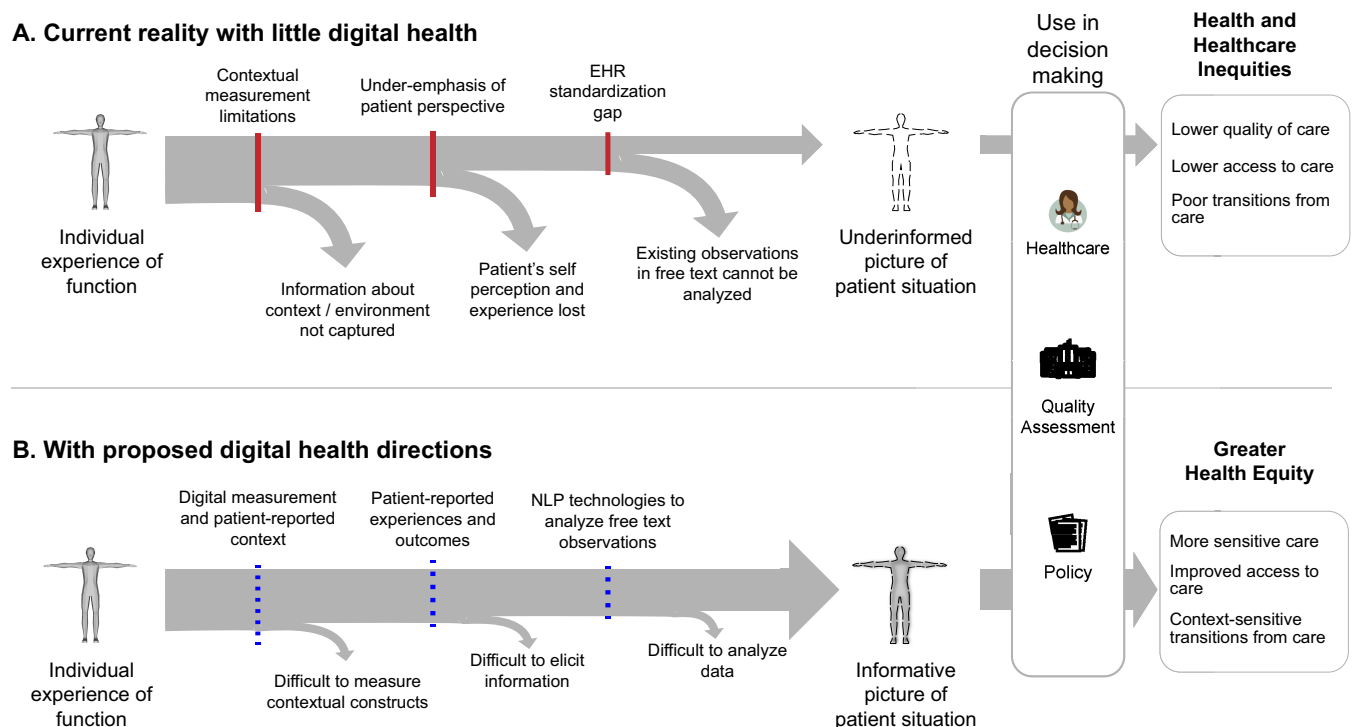 A. Current reality with little digital health
Contextual
measurement
limitations
Under-emphasis of
patient perspective
EHR
standardization
gap
Individual
experience of
function
Information about
context / environment
not captured
Patient's self
perception and
experience lost
Existing observations
in free text cannot be
analyzed
Underinformed
picture of
patient situation
Use in
decision
making
Healthcare
Quality
Assessment
Policy
Health and
Healthcare
Inequities
Lower quality of care
Lower access to care
Poor transitions from
care
B. With proposed digital health directions
Digital measurement
and patient-reported
context
Patient-reported
experiences and
outcomes
NLP technologies to
analyze free text
observations
Individual
experience of
function
Difficult to measure
contextual constructs
Difficult to elicit
information
Difficult to analyze
data
Informative
picture of
patient situation
Greater
Health Equity
More sensitive care
Improved access to
care
Context-sensitive
transitions from care